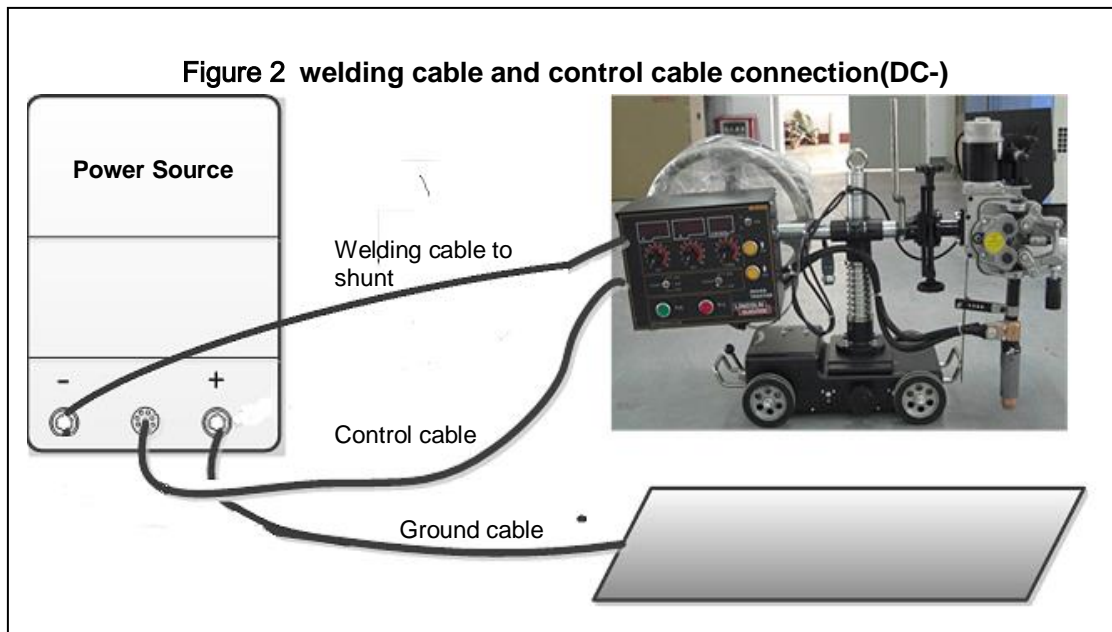 Figure 2 welding cable and control cable connection(DC-)
Power Source
Welding cable to
shunt
- +
Control cable
LINCOLN
Ground cable